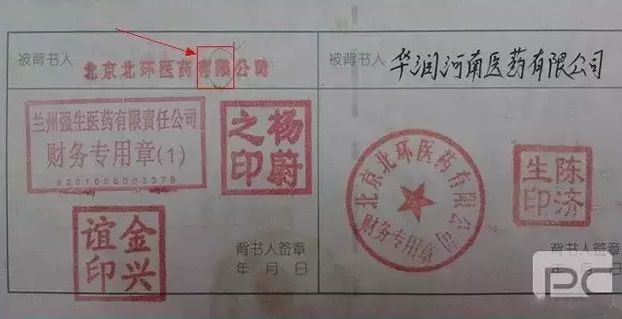 被背书人 北京北环医药有限公司
兰州强生医药有限责任公司
财务专用章(1)
杨蔚之印
金兴谊印
背书人签章
年 月 日
被背书人 华润河南医药有限公司
北京北环医药有限公司
财务专用章
陈济生印
背书人签章
年 月 日
PC